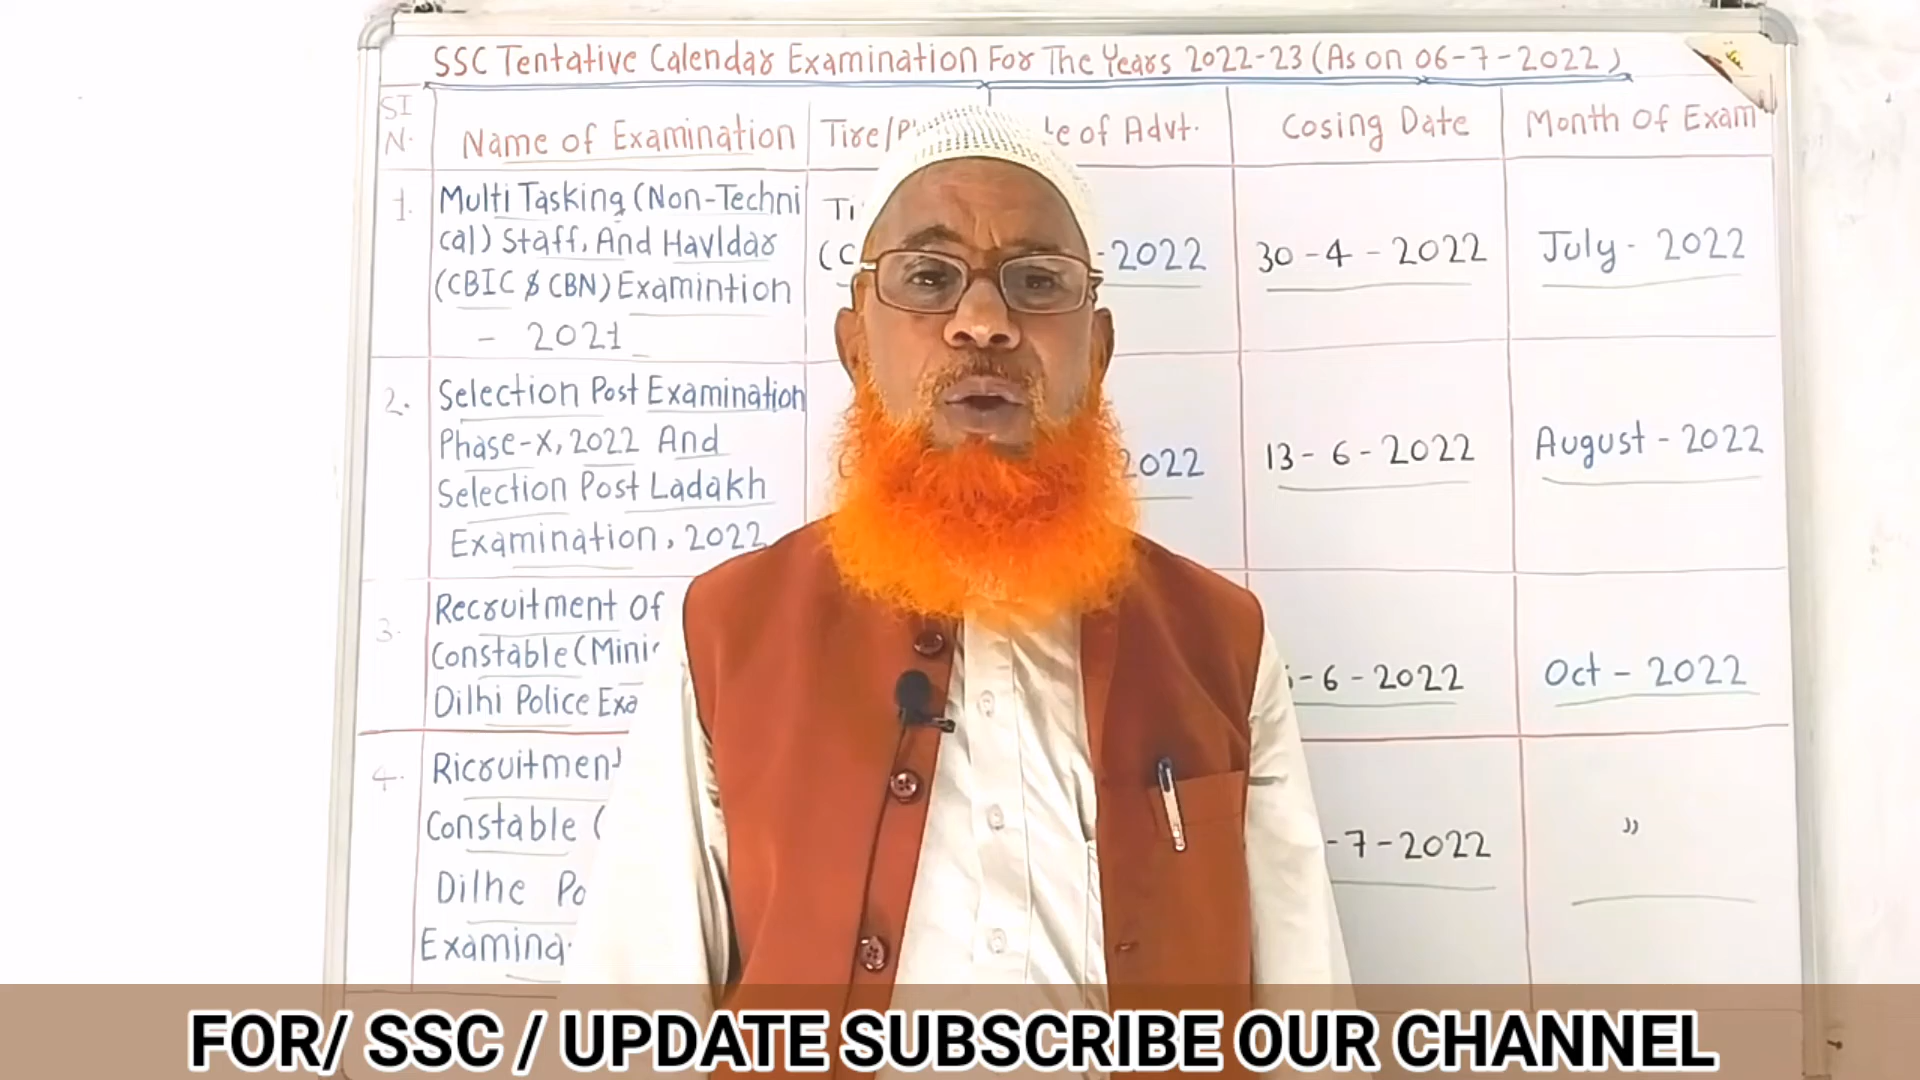 SSC Tentative Calendar Examination For The Years 2022-23 (As on 06-7-2022)
SI
N.
Name of Examination
Tire/
of Advt.
Cosing Date
Month Of Exam
1.
Multi Tasking (Non-Techni
cal) Staff, And Havldar
(CBIC $ CBN) Examintion
- 2021
-2022
30-4-2022
July- 2022
2.
Selection Post Examination
Phase-X, 2022 And
Selection Post Ladakh
Examination, 2022
2022
13-6-2022
August-2022
3.
Recruitment Of
Constable (Mini
Dilhi Police Exa
-6-2022
Oct-2022
4.
Ricruitment
Constable (
Dilhe Po
Examina
-7-2022
"
FOR/ SSC / UPDATE SUBSCRIBE OUR CHANNEL